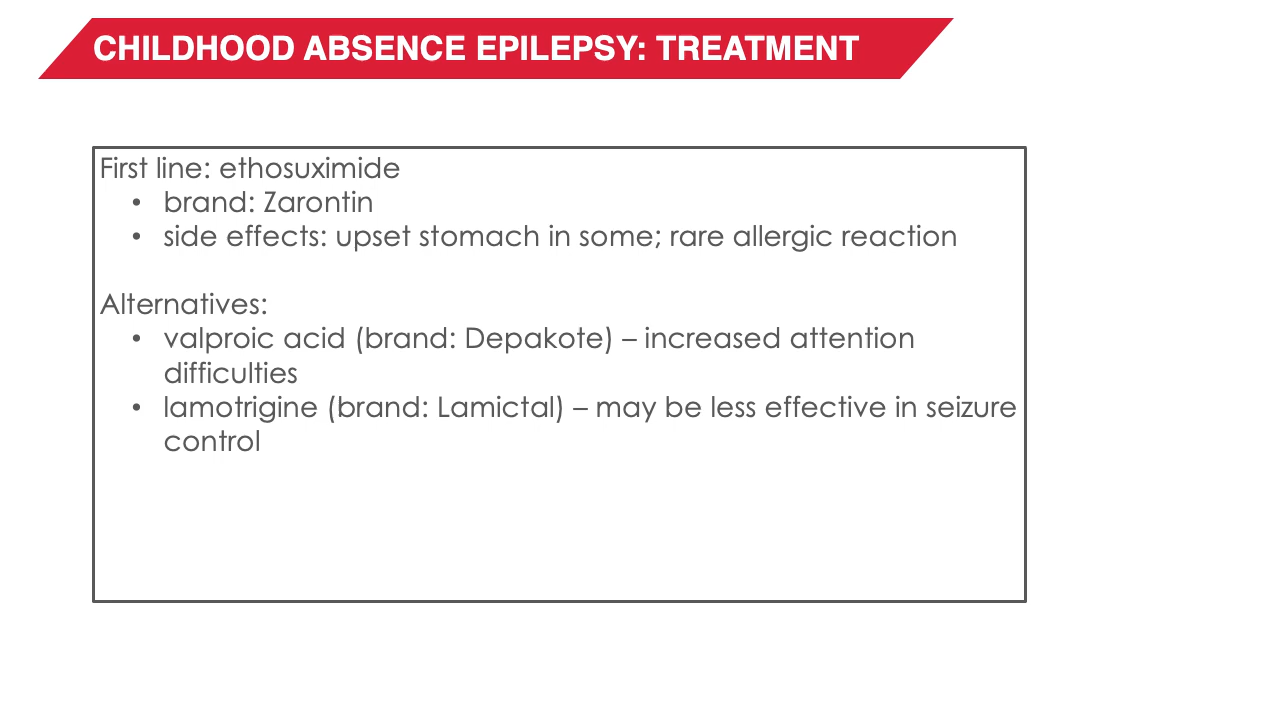 CHILDHOOD ABSENCE EPILEPSY: TREATMENT
First line: ethosuximide
• brand: Zarontin
• side effects: upset stomach in some; rare allergic reaction
Alternatives:
• valproic acid (brand: Depakote) – increased attention
difficulties
• lamotrigine (brand: Lamictal) – may be less effective in seizure
control